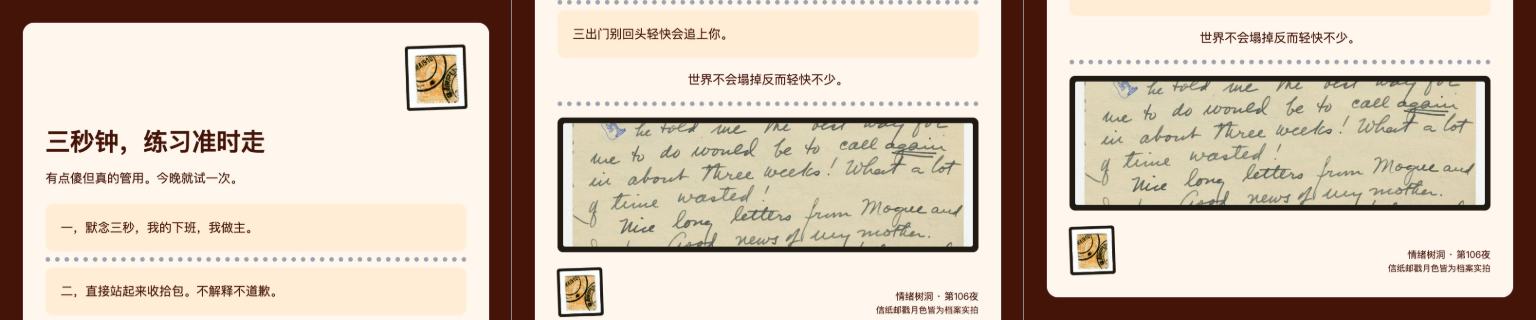 三秒钟，练习准时走
有点傻但真的管用。今晚就试一次。
一，默念三秒，我的下班，我做主。
二，直接站起来收拾包。不解释不道歉。
三出门别回头轻快会追上你。
世界不会塌掉反而轻快不少。
he told me the best way for
me to do would be to call again
in about three weeks! What a lot
of time wasted!
Nice long letters from Mogue and
Good news of my mother.
情绪树洞 · 第106夜
信纸邮戳月色皆为档案实拍
世界不会塌掉反而轻快不少。
he told me the best way for
me to do would be to call again
in about three weeks! What a lot
of time wasted!
Nice long letters from Mogue and
Good news of my mother.
情绪树洞 · 第106夜
信纸邮戳月色皆为档案实拍